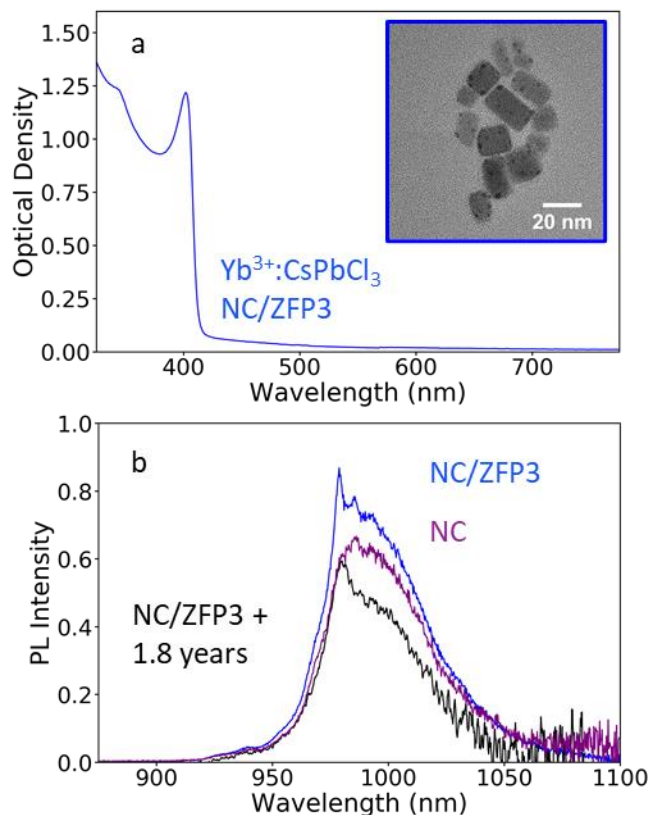 a
1.50
1.25
1.00
0.75
0.50
0.25
0.00
Optical Density
20 nm
Yb³⁺:CsPbCl₃
NC/ZFP3
400 500 600 700
Wavelength (nm)
b
1.0
0.8
0.6
0.4
0.2
0.0
PL Intensity
NC/ZFP3
NC
NC/ZFP3 +
1.8 years
900 950 1000 1050 1100
Wavelength (nm)